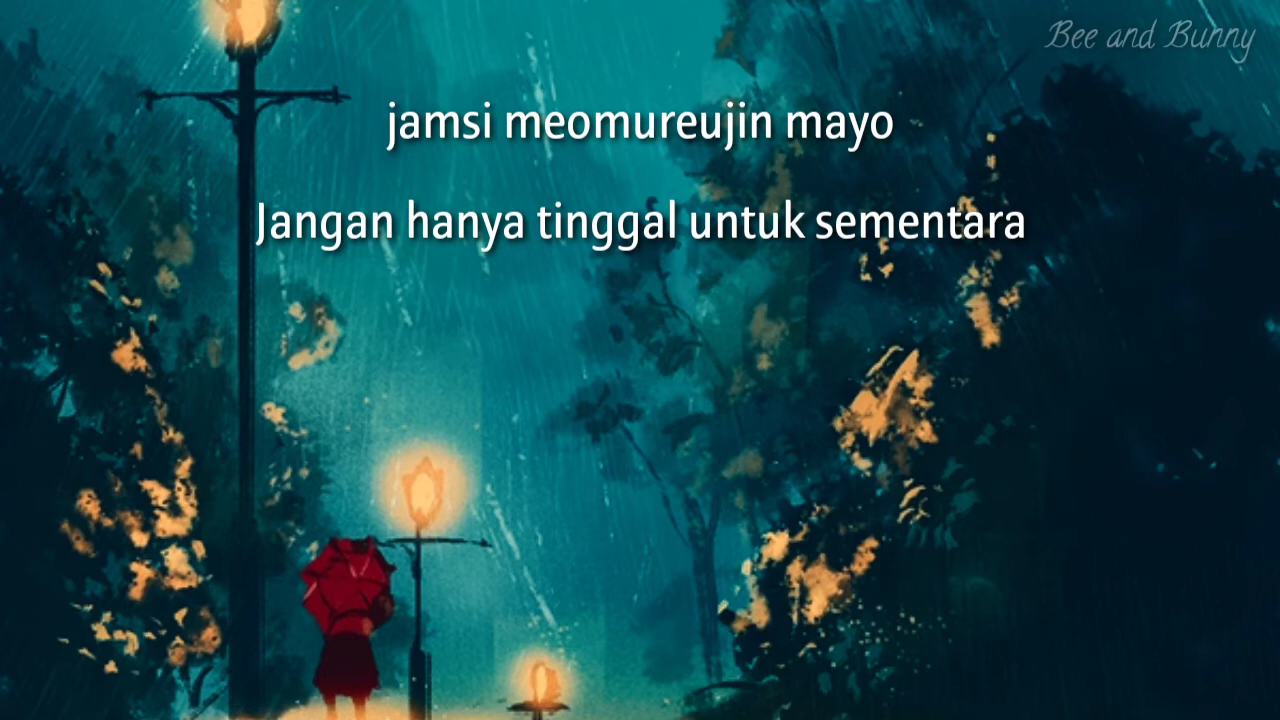 Bee and Bunny
jamsi meomureujin mayo
Jangan hanya tinggal untuk sementara